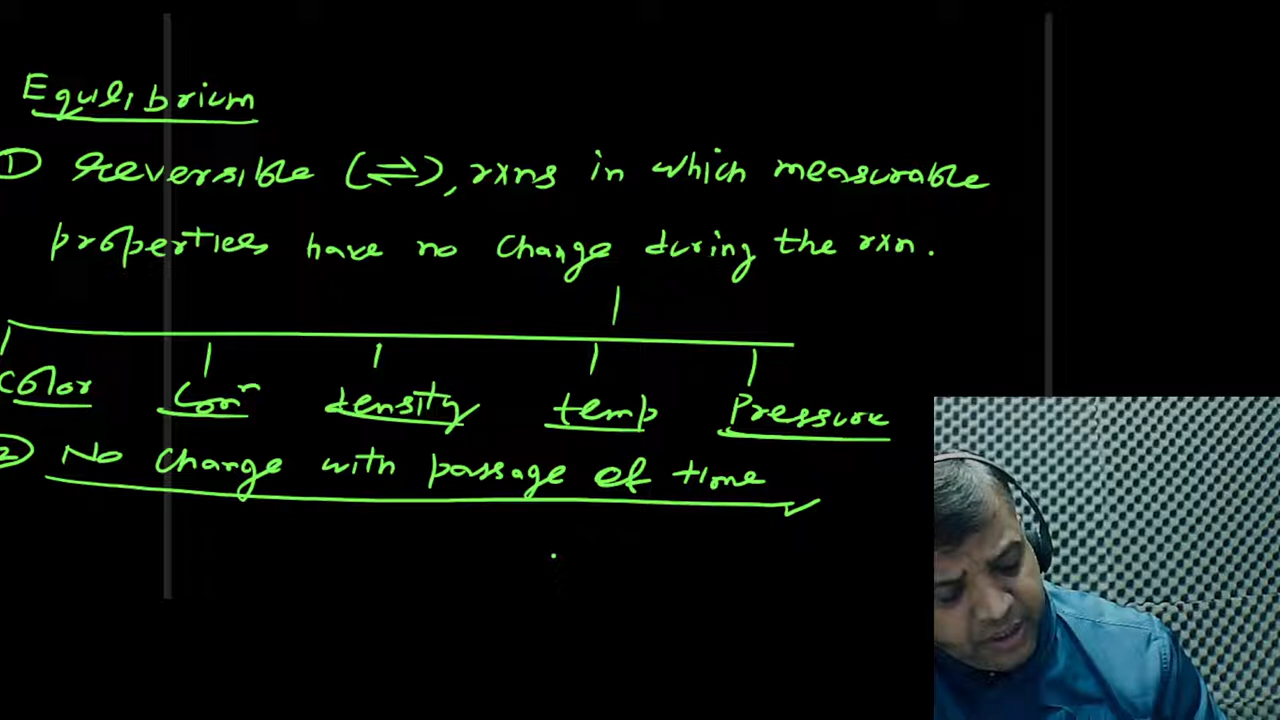 Equilibrium
① Reversible (⇌), rxns in which measurable
properties have no change during the rxn.
Color Conⁿ density temp Pressure
② No change with passage of time